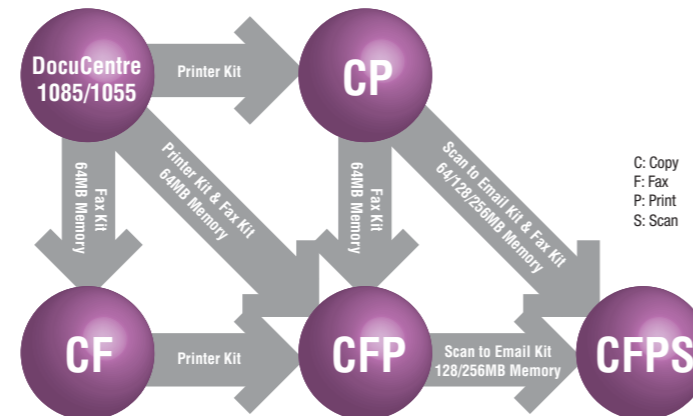 DocuCentre
1085/1055
Printer Kit
CP
Fax Kit
64MB Memory
Printer Kit & Fax Kit
64MB Memory
Fax Kit
64MB Memory
Scan to Email Kit & Fax Kit
64/128/256MB Memory
C: Copy
F: Fax
P: Print
S: Scan
CF
Printer Kit
CFP
Scan to Email Kit
128/256MB Memory
CFPS